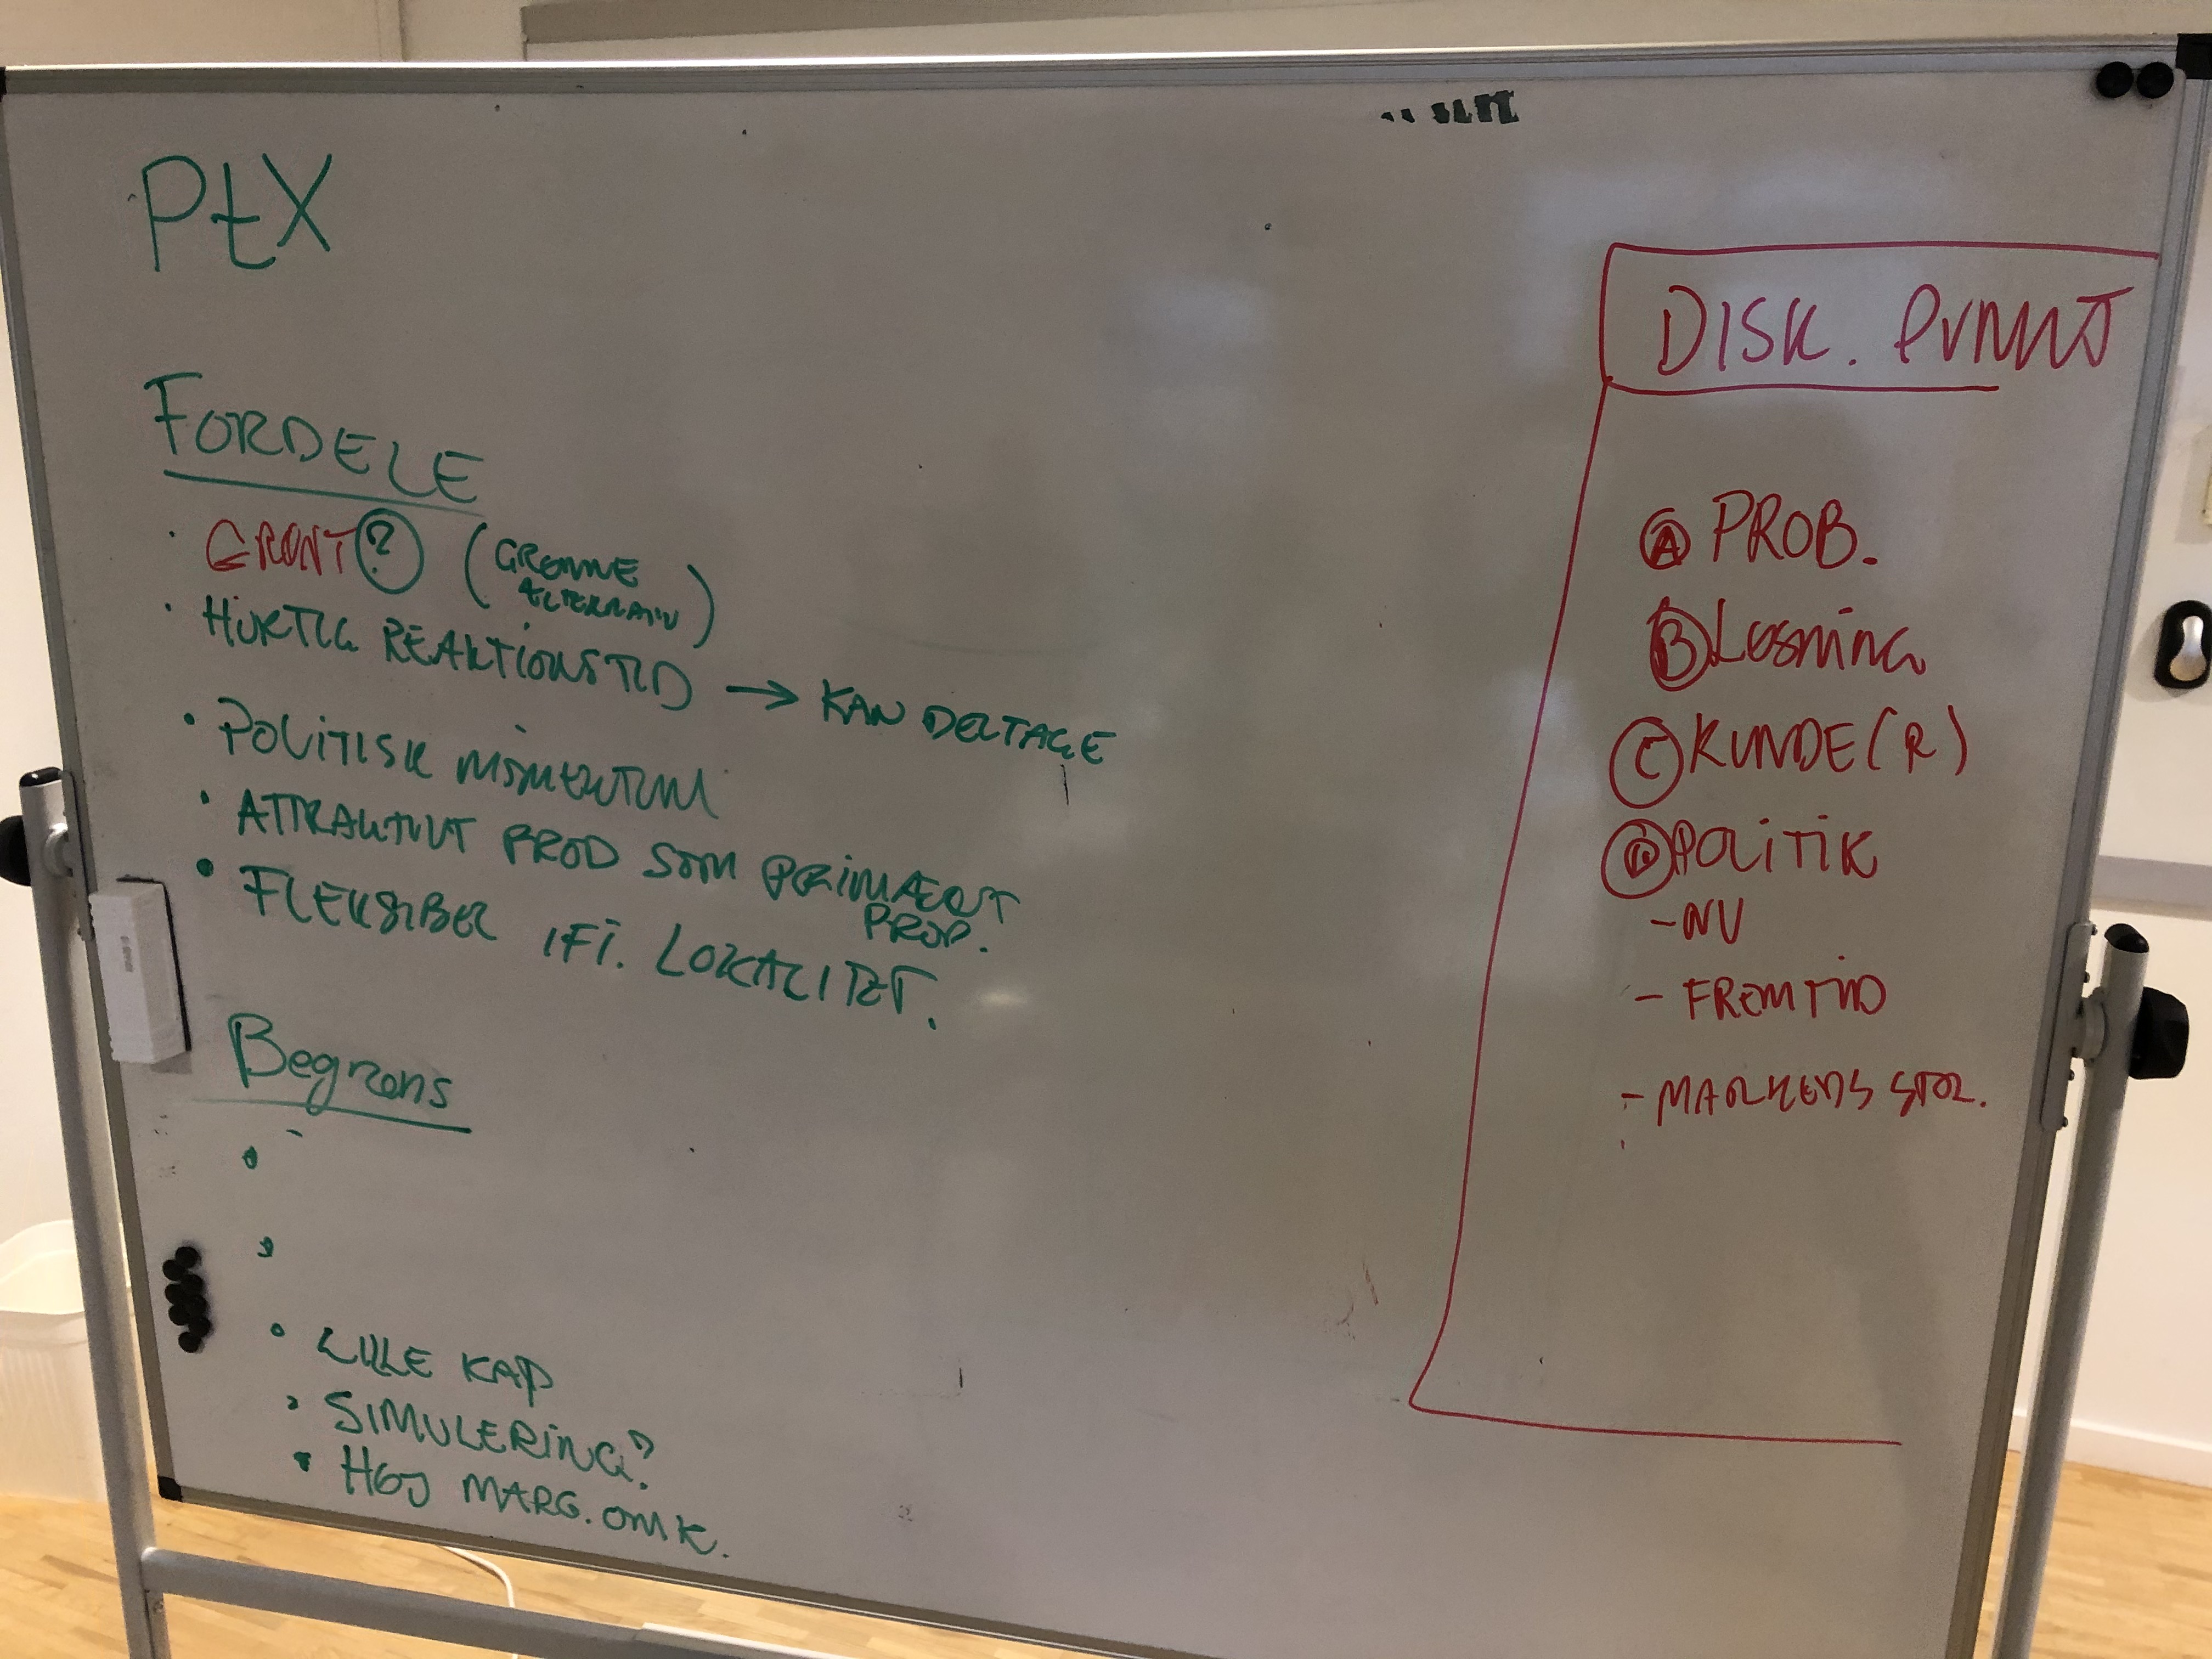 PtX
FORDELE
· GRØNT? (GRØNNE
ALTERNATIV)
· HURTIG REAKTIONSTID → KAN DELTAGE
· POLITISK MOMENTUM
· ATTRAKTIVT PROD SOM PRIMÆRT
PROD.
· FLEKSIBEL IFT. LOKALITET.
Begræns
·
·
· LILLE KAP
· SIMULERING?
· HØJ MARG. OMK.
DISK. PUNKT
Ⓐ PROB.
Ⓑ Løsning
Ⓒ KUNDE(R)
Ⓓ POLITIK
- NU
- FREMTID
- MARKEDS STØR.